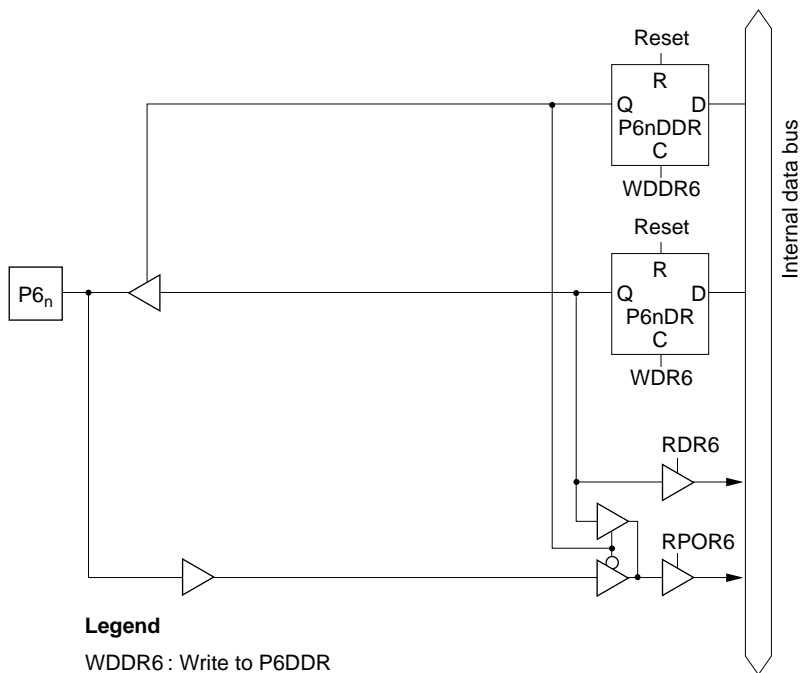 Reset
R
Q D
P6nDDR
C
WDDR6
Reset
R
P6n
Q D
P6nDR
C
WDR6
RDR6
RPOR6
Internal data bus
Legend
WDDR6 : Write to P6DDR